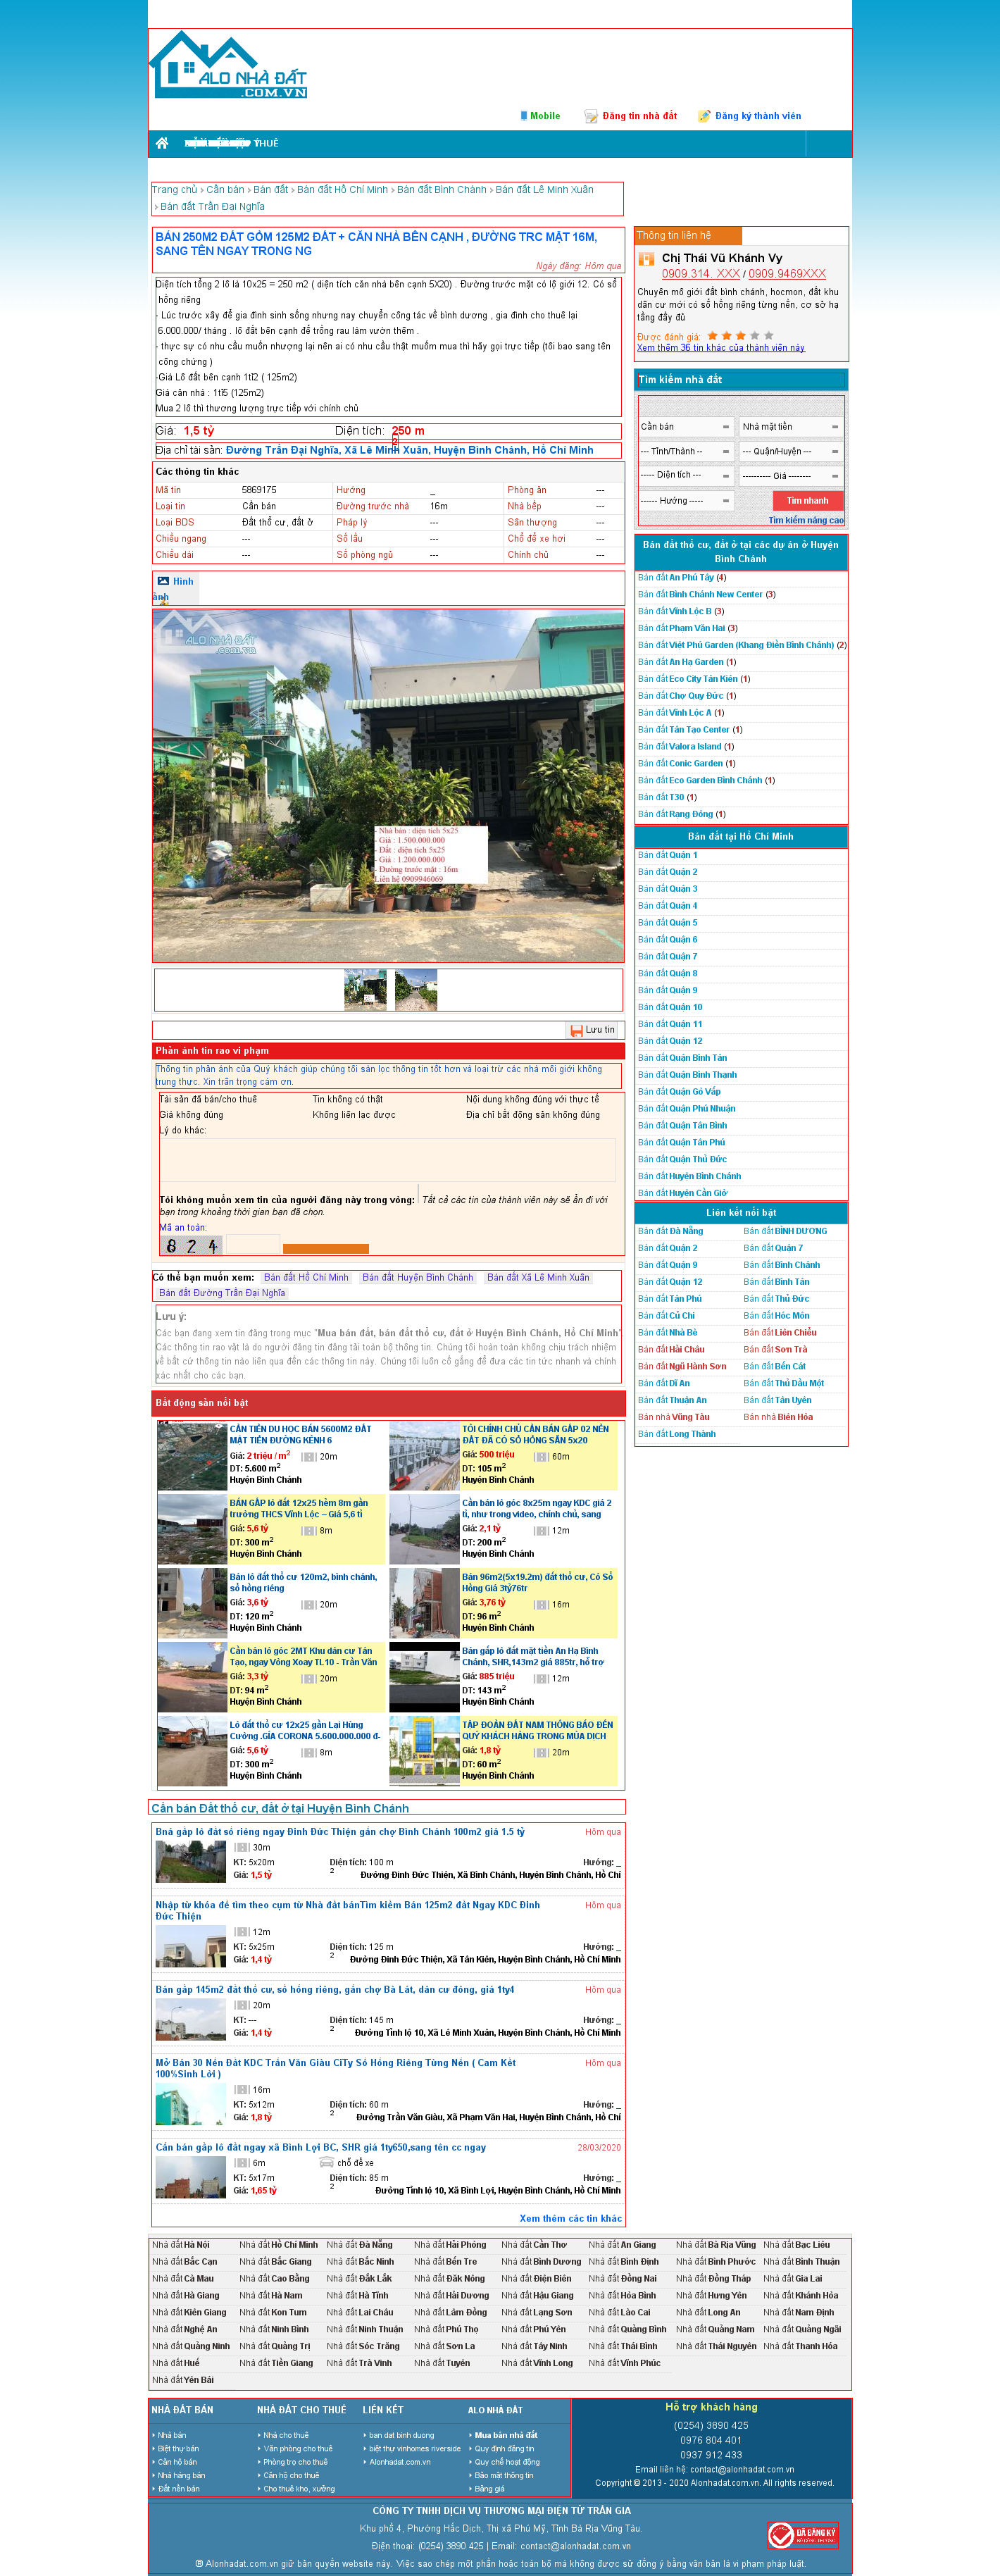 ALO NHÀ ĐẤT
.COM.VN
Mobile
Đăng tin nhà đất
Đăng ký thành viên
Trang chủ › Cần bán › Bán đất › Bán đất Hồ Chí Minh › Bán đất Bình Chánh › Bán đất Lê Minh Xuân
› Bán đất Trần Đại Nghĩa
BÁN 250M2 ĐẤT GỒM 125M2 ĐẤT + CĂN NHÀ BÊN CẠNH , ĐƯỜNG TRC MẶT 16M,
SANG TÊN NGAY TRONG NG
Ngày đăng: Hôm qua
Diện tích tổng 2 lô là 10x25 = 250 m2 ( diện tích căn nhà bên cạnh 5X20) . Đường trước mặt có lộ giới 12. Có sổ
hồng riêng
- Lúc trước xây để gia đình sinh sống nhưng nay chuyển công tác về bình dương , gia đình cho thuê lại
6.000.000/ tháng . lô đất bên cạnh để trống rau làm vườn thêm .
- thực sự có nhu cầu muốn nhượng lại nên ai có nhu cầu thật muốm mua thì hãy gọi trực tiếp (tôi bao sang tên
công chứng )
-Giá Lô đất bên cạnh 1tỉ2 ( 125m2)
Giá căn nhà : 1tỉ5 (125m2)
Mua 2 lô thì thương lượng trực tiếp với chính chủ
Giá: 1,5 tỷ
Diện tích: 250 m
2
Địa chỉ tài sản: Đường Trần Đại Nghĩa, Xã Lê Minh Xuân, Huyện Bình Chánh, Hồ Chí Minh
Các thông tin khác
Mã tin 5869175 Hướng _ Phòng ăn ---
Loại tin Cần bán Đường trước nhà 16m Nhà bếp ---
Loại BDS Đất thổ cư, đất ở Pháp lý --- Sân thượng ---
Chiều ngang --- Số lầu --- Chổ để xe hơi ---
Chiều dài --- Số phòng ngủ --- Chính chủ ---
Hình
ảnh
ALO NHÀ ĐẤT
.com.vn
- Nhà bán : diện tích 5x25
- Giá : 1.500.000.000
- Đất : diện tích 5x25
- Giá : 1.200.000.000
- Đường trước mặt : 16m
Liên hệ 0909946069
Lưu tin
Phản ánh tin rao vi phạm
Thông tin phản ánh của Quý khách giúp chúng tôi sàn lọc thông tin tốt hơn và loại trừ các nhà môi giới không
trung thực. Xin trân trọng cám ơn.
Tài sản đã bán/cho thuê Tin không có thật Nội dung không đúng với thực tế
Giá không đúng Không liên lạc được Địa chỉ bất động sản không đúng
Lý do khác:
Tôi không muốn xem tin của người đăng này trong vòng: Tất cả các tin của thành viên này sẽ ẩn đi với
bạn trong khoảng thời gian bạn đã chọn.
Mã an toàn:
8 2 4
Có thể bạn muốn xem: Bán đất Hồ Chí Minh Bán đất Huyện Bình Chánh Bán đất Xã Lê Minh Xuân
Bán đất Đường Trần Đại Nghĩa
Lưu ý:
Các bạn đang xem tin đăng trong mục "Mua bán đất, bán đất thổ cư, đất ở Huyện Bình Chánh, Hồ Chí Minh".
Các thông tin rao vặt là do người đăng tin đăng tải toàn bộ thông tin. Chúng tôi hoàn toàn không chịu trách nhiệm
về bất cứ thông tin nào liên qua đến các thông tin này. Chúng tôi luôn cố gắng để đưa các tin tức nhanh và chính
xác nhất cho các bạn.
Bất động sản nổi bật
CẦN TIỀN DU HỌC BÁN 5600M2 ĐẤT
MẶT TIỀN ĐƯỜNG KÊNH 6
Giá: 2 triệu / m2 20m
DT: 5.600 m2
Huyện Bình Chánh
TÔI CHÍNH CHỦ CẦN BÁN GẤP 02 NỀN
ĐẤT ĐÃ CÓ SỔ HỒNG SẴN 5x20
Giá: 500 triệu 60m
DT: 105 m2
Huyện Bình Chánh
BÁN GẤP lô đất 12x25 hẻm 8m gần
trường THCS Vĩnh Lộc – Giá 5,6 tỉ
Giá: 5,6 tỷ 8m
DT: 300 m2
Huyện Bình Chánh
Cần bán lô góc 8x25m ngay KDC giá 2
tỉ, như trong video, chính chủ, sang
Giá: 2,1 tỷ 12m
DT: 200 m2
Huyện Bình Chánh
Bán lô đất thổ cư 120m2, bình chánh,
sổ hồng riêng
Giá: 3,6 tỷ 20m
DT: 120 m2
Huyện Bình Chánh
Bán 96m2(5x19.2m) đất thổ cư, Có Sổ
Hồng Giá 3tỷ76tr
Giá: 3,76 tỷ 16m
DT: 96 m2
Huyện Bình Chánh
Cần bán lô góc 2MT Khu dân cư Tân
Tạo, ngay Vòng Xoay TL10 - Trần Văn
Giá: 3,3 tỷ 20m
DT: 94 m2
Huyện Bình Chánh
Bán gấp lô đất mặt tiền An Hạ Bình
Chánh, SHR,143m2 giá 885tr, hổ trợ
Giá: 885 triệu 12m
DT: 143 m2
Huyện Bình Chánh
Lô đất thổ cư 12x25 gần Lại Hùng
Cường .GÍA CORONA 5.600.000.000 đ-
Giá: 5,6 tỷ 8m
DT: 300 m2
Huyện Bình Chánh
TẬP ĐOÀN ĐẤT NAM THÔNG BÁO ĐẾN
QUÝ KHÁCH HÀNG TRONG MÙA DỊCH
Giá: 1,8 tỷ 20m
DT: 60 m2
Huyện Bình Chánh
Cần bán Đất thổ cư, đất ở tại Huyện Bình Chánh
Bná gấp lô đất sổ riêng ngay Đinh Đức Thiện gần chợ Bình Chánh 100m2 giá 1.5 tỷ Hôm qua
30m
KT: 5x20m Diện tích: 100 m2 Hướng: _
Giá: 1,5 tỷ Đường Đinh Đức Thiện, Xã Bình Chánh, Huyện Bình Chánh, Hồ Chí
Nhập từ khóa để tìm theo cụm từ Nhà đất bánTìm kiếm Bán 125m2 đất Ngay KDC Đinh Hôm qua
Đức Thiện
12m
KT: 5x25m Diện tích: 125 m2 Hướng: _
Giá: 1,4 tỷ Đường Đinh Đức Thiện, Xã Tân Kiên, Huyện Bình Chánh, Hồ Chí Minh
Bán gấp 145m2 đất thổ cư, sổ hồng riêng, gần chợ Bà Lát, dân cư đông, giá 1ty4 Hôm qua
20m
KT: --- Diện tích: 145 m2 Hướng: _
Giá: 1,4 tỷ Đường Tỉnh lộ 10, Xã Lê Minh Xuân, Huyện Bình Chánh, Hồ Chí Minh
Mở Bán 30 Nền Đất KDC Trần Văn Giàu CiTy Sổ Hồng Riêng Từng Nền ( Cam Kết Hôm qua
100%Sinh Lời )
16m
KT: 5x12m Diện tích: 60 m2 Hướng: _
Giá: 1,8 tỷ Đường Trần Văn Giàu, Xã Phạm Văn Hai, Huyện Bình Chánh, Hồ Chí
Cần bán gấp lô đất ngay xã Bình Lợi BC, SHR giá 1ty650,sang tên cc ngay 28/03/2020
6m chỗ để xe
KT: 5x17m Diện tích: 85 m2 Hướng: _
Giá: 1,65 tỷ Đường Tỉnh lộ 10, Xã Bình Lợi, Huyện Bình Chánh, Hồ Chí Minh
Xem thêm các tin khác
Thông tin liên hệ
Chị Thái Vũ Khánh Vy
0909.314. XXX / 0909.9469XXX
Chuyên mô giới đất bình chánh, hocmon, đất khu
dân cư mới có sổ hồng riêng từng nền, cơ sở hạ
tầng đầy đủ
Được đánh giá:
Xem thêm 36 tin khác của thành viên này
Tìm kiếm nhà đất
Cần bán Nhà mặt tiền
--- Tỉnh/Thành -- --- Quận/Huyện ---
----- Diện tích --- ---------- Giá --------
------ Hướng ----- Tìm nhanh
Tìm kiếm nâng cao
Bán đất thổ cư, đất ở tại các dự án ở Huyện
Bình Chánh
Bán đất An Phú Tây (4)
Bán đất Bình Chánh New Center (3)
Bán đất Vĩnh Lộc B (3)
Bán đất Phạm Văn Hai (3)
Bán đất Việt Phú Garden (Khang Điền Bình Chánh) (2)
Bán đất An Hạ Garden (1)
Bán đất Eco City Tân Kiên (1)
Bán đất Chợ Quy Đức (1)
Bán đất Vĩnh Lộc A (1)
Bán đất Tân Tạo Center (1)
Bán đất Valora Island (1)
Bán đất Conic Garden (1)
Bán đất Eco Garden Bình Chánh (1)
Bán đất T30 (1)
Bán đất Rạng Đông (1)
Bán đất tại Hồ Chí Minh
Bán đất Quận 1
Bán đất Quận 2
Bán đất Quận 3
Bán đất Quận 4
Bán đất Quận 5
Bán đất Quận 6
Bán đất Quận 7
Bán đất Quận 8
Bán đất Quận 9
Bán đất Quận 10
Bán đất Quận 11
Bán đất Quận 12
Bán đất Quận Bình Tân
Bán đất Quận Bình Thạnh
Bán đất Quận Gò Vấp
Bán đất Quận Phú Nhuận
Bán đất Quận Tân Bình
Bán đất Quận Tân Phú
Bán đất Quận Thủ Đức
Bán đất Huyện Bình Chánh
Bán đất Huyện Cần Giờ
Liên kết nổi bật
Bán đất Đà Nẵng Bán đất BÌNH DƯƠNG
Bán đất Quận 2 Bán đất Quận 7
Bán đất Quận 9 Bán đất Bình Chánh
Bán đất Quận 12 Bán đất Bình Tân
Bán đất Tân Phú Bán đất Thủ Đức
Bán đất Củ Chi Bán đất Hóc Môn
Bán đất Nhà Bè Bán đất Liên Chiểu
Bán đất Hải Châu Bán đất Sơn Trà
Bán đất Ngũ Hành Sơn Bán đất Bến Cát
Bán đất Dĩ An Bán đất Thủ Dầu Một
Bán đất Thuận An Bán đất Tân Uyên
Bán nhà Vũng Tàu Bán nhà Biên Hòa
Bán đất Long Thành
Nhà đất Hà Nội Nhà đất Hồ Chí Minh Nhà đất Đà Nẵng Nhà đất Hải Phòng Nhà đất Cần Thơ Nhà đất An Giang Nhà đất Bà Rịa Vũng Nhà đất Bạc Liêu
Nhà đất Bắc Cạn Nhà đất Bắc Giang Nhà đất Bắc Ninh Nhà đất Bến Tre Nhà đất Bình Dương Nhà đất Bình Định Nhà đất Bình Phước Nhà đất Bình Thuận
Nhà đất Cà Mau Nhà đất Cao Bằng Nhà đất Đắk Lắk Nhà đất Đăk Nông Nhà đất Điện Biên Nhà đất Đồng Nai Nhà đất Đồng Tháp Nhà đất Gia Lai
Nhà đất Hà Giang Nhà đất Hà Nam Nhà đất Hà Tĩnh Nhà đất Hải Dương Nhà đất Hậu Giang Nhà đất Hòa Bình Nhà đất Hưng Yên Nhà đất Khánh Hòa
Nhà đất Kiên Giang Nhà đất Kon Tum Nhà đất Lai Châu Nhà đất Lâm Đồng Nhà đất Lạng Sơn Nhà đất Lào Cai Nhà đất Long An Nhà đất Nam Định
Nhà đất Nghệ An Nhà đất Ninh Bình Nhà đất Ninh Thuận Nhà đất Phú Thọ Nhà đất Phú Yên Nhà đất Quảng Bình Nhà đất Quảng Nam Nhà đất Quảng Ngãi
Nhà đất Quảng Ninh Nhà đất Quảng Trị Nhà đất Sóc Trăng Nhà đất Sơn La Nhà đất Tây Ninh Nhà đất Thái Bình Nhà đất Thái Nguyên Nhà đất Thanh Hóa
Nhà đất Huế Nhà đất Tiền Giang Nhà đất Trà Vinh Nhà đất Tuyên Nhà đất Vĩnh Long Nhà đất Vĩnh Phúc
Nhà đất Yên Bái
NHÀ ĐẤT BÁN NHÀ ĐẤT CHO THUÊ LIÊN KẾT ALO NHÀ ĐẤT
Nhà bán Nhà cho thuê ban dat binh duong Mua bán nhà đất
Biệt thự bán Văn phòng cho thuê biệt thự vinhomes riverside Quy định đăng tin
Căn hộ bán Phòng trọ cho thuê Alonhadat.com.vn Quy chế hoạt động
Nhà hàng bán Căn hộ cho thuê Bảo mật thông tin
Đất nền bán Cho thuê kho, xưởng Bảng giá
Hỗ trợ khách hàng
(0254) 3890 425
0976 804 401
0937 912 433
Email liên hệ: contact@alonhadat.com.vn
Copyright © 2013 - 2020 Alonhadat.com.vn. All rights reserved.
CÔNG TY TNHH DỊCH VỤ THƯƠNG MẠI ĐIỆN TỬ TRẦN GIA
Khu phố 4, Phường Hắc Dịch, Thị xã Phú Mỹ, Tỉnh Bà Rịa Vũng Tàu.
Điện thoại: (0254) 3890 425 | Email: contact@alonhadat.com.vn
ĐÃ ĐĂNG KÝ
® Alonhadat.com.vn giữ bản quyền website này. Việc sao chép một phần hoặc toàn bộ mà không được sự đồng ý bằng văn bản là vi phạm pháp luật.